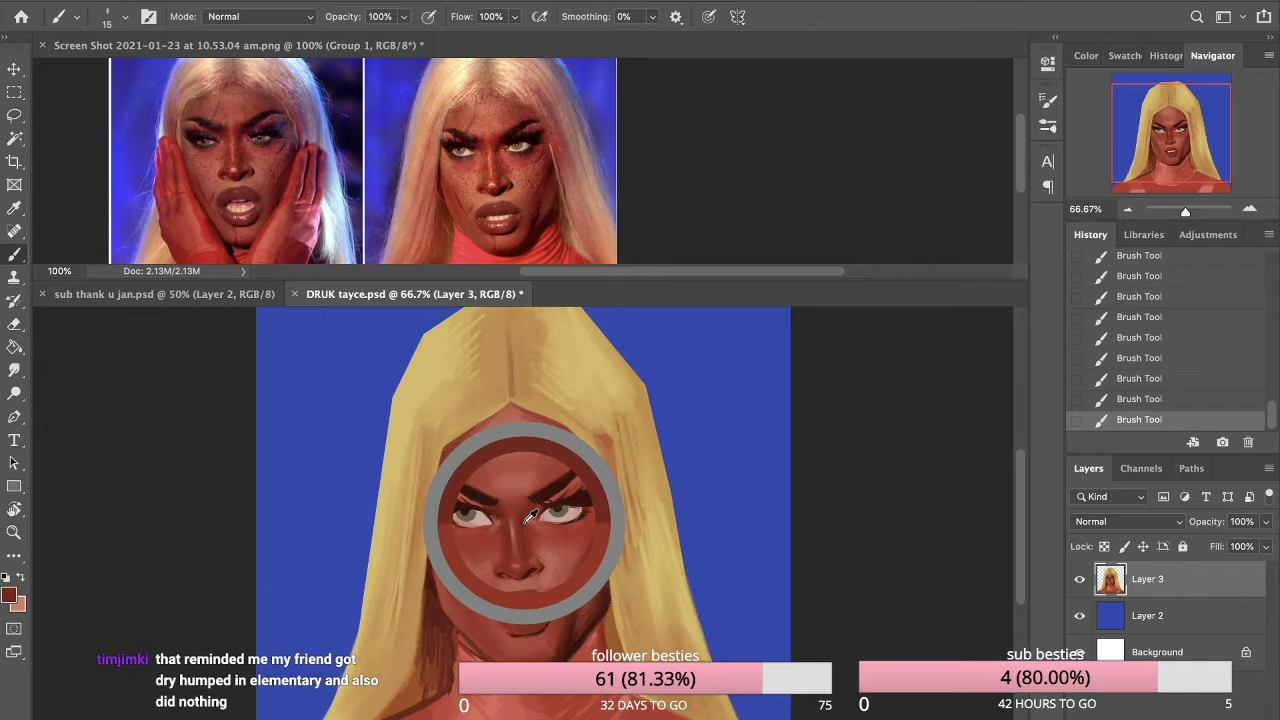 15 Mode: Normal Opacity: 100% Flow: 100% Smoothing: 0%
Screen Shot 2021-01-23 at 10.53.04 am.png @ 100% (Group 1, RGB/8*) *
Color Swatch Histogr Navigator
66.67%
100% Doc: 2.13M/2.13M
History Libraries Adjustments
Brush Tool
Brush Tool
Brush Tool
Brush Tool
Brush Tool
Brush Tool
Brush Tool
Brush Tool
Brush Tool
sub thank u jan.psd @ 50% (Layer 2, RGB/8) DRUK tayce.psd @ 66.7% (Layer 3, RGB/8) *
Layers Channels Paths
Kind
Normal Opacity: 100%
Lock: Fill: 100%
Layer 3
Layer 2
Background
timjimki that reminded me my friend got
dry humped in elementary and also
did nothing
follower besties
61 (81.33%)
0 32 DAYS TO GO 75
sub besties
4 (80.00%)
0 42 HOURS TO GO 5